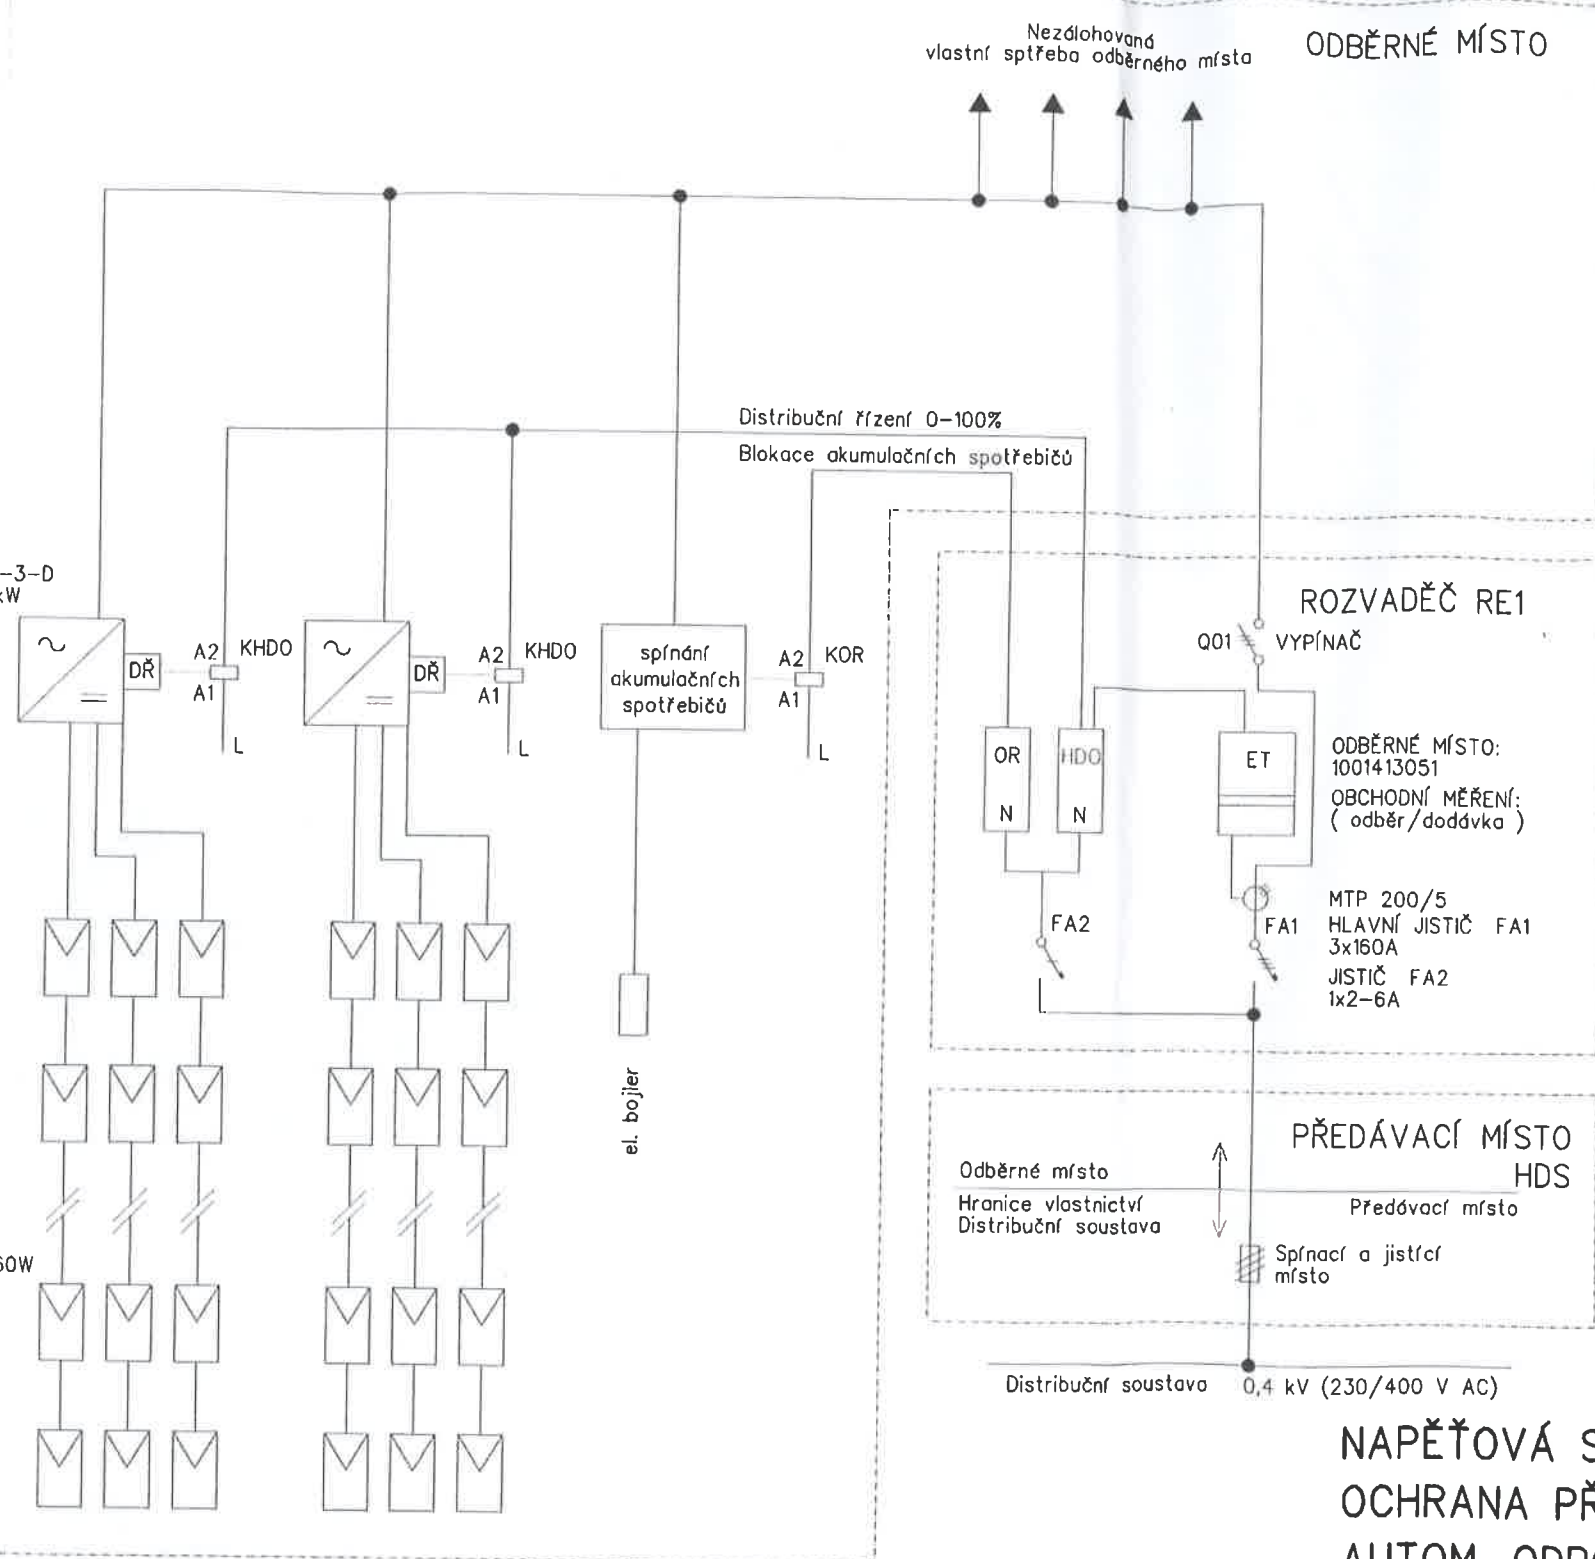 Nezálohovaná
vlastní sptřeba odběrného místa
ODBĚRNÉ MÍSTO
Distribuční řízení 0-100%
Blokace akumulačních spotřebičů
-3-D
kW
DŘ
A2
KHDO
A1
L
DŘ
A2
KHDO
A1
L
spínání
akumulačních
spotřebičů
A2
KOR
A1
L
ROZVADĚČ RE1
Q01
VYPÍNAČ
OR
N
HDO
N
ET
ODBĚRNÉ MÍSTO:
1001413051
OBCHODNÍ MĚŘENÍ:
( odběr/dodávka )
FA2
FA1
MTP 200/5
HLAVNÍ JISTIČ FA1
3x160A
JISTIČ FA2
1x2-6A
el. bojler
PŘEDÁVACÍ MÍSTO
HDS
Odběrné místo
Hranice vlastnictví
Distribuční soustava
Předávací místo
Spínací a jistící
místo
60W
Distribuční soustava 0,4 kV (230/400 V AC)
NAPĚŤOVÁ
OCHRANA